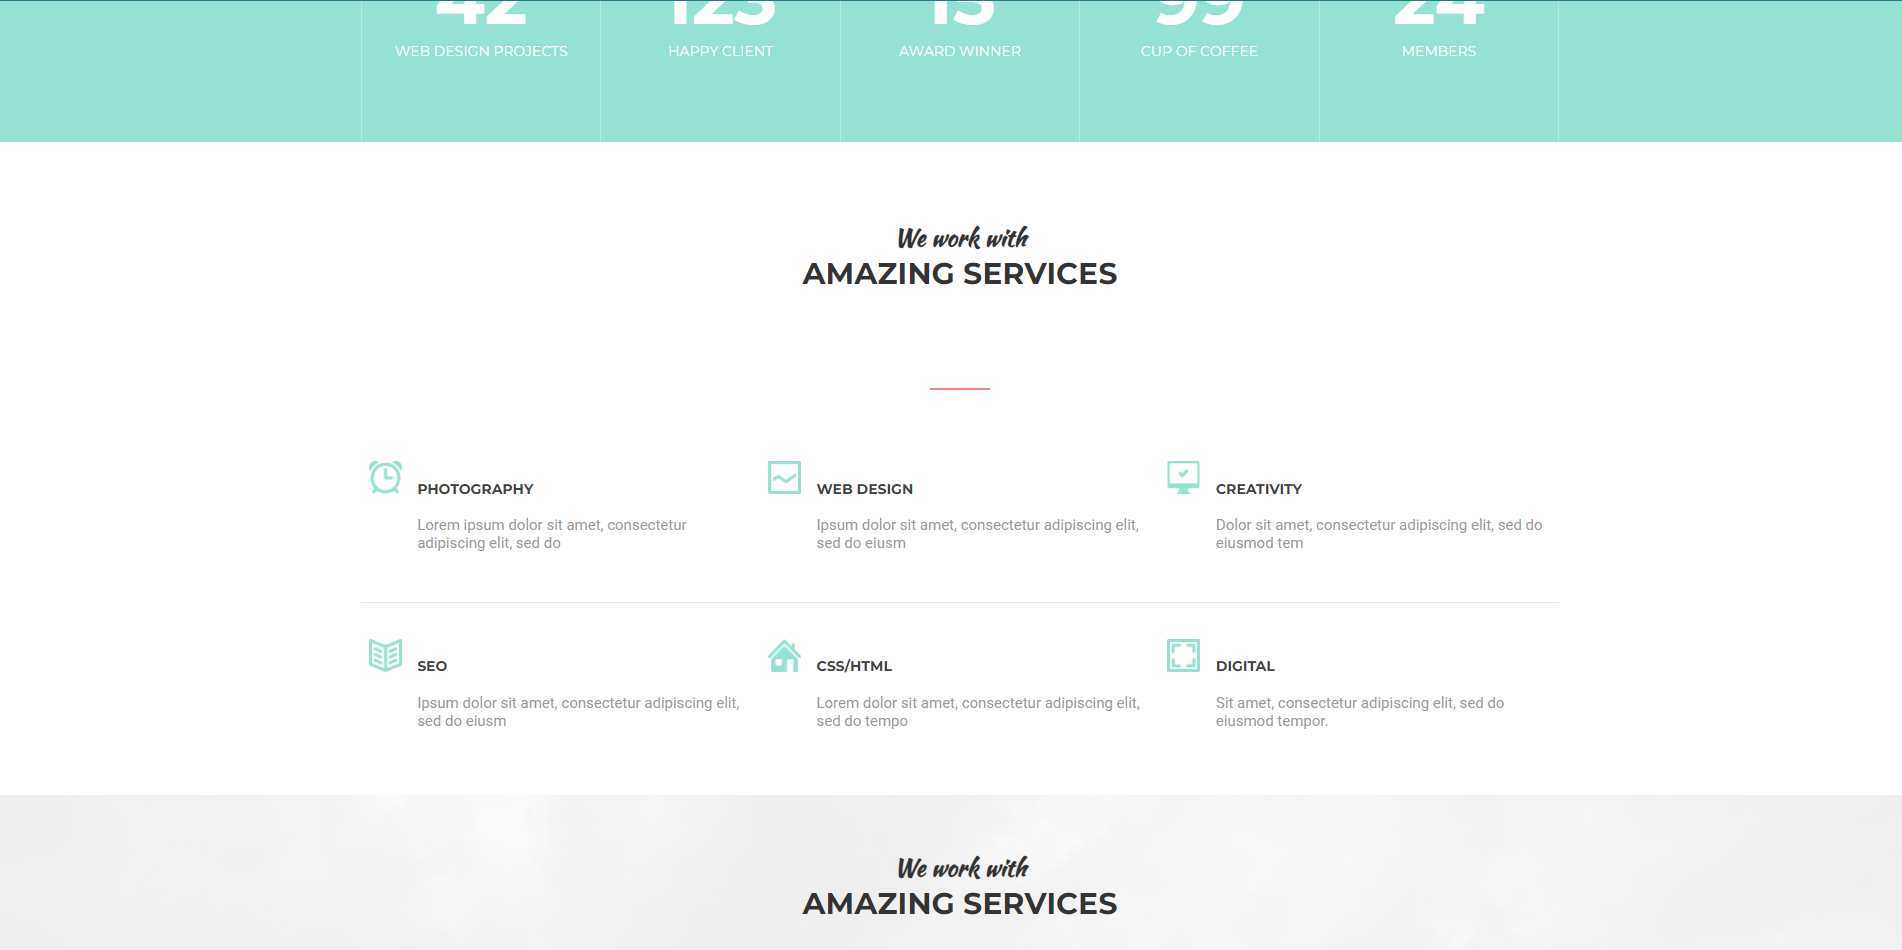 42 123 15 99 24
WEB DESIGN PROJECTS HAPPY CLIENT AWARD WINNER CUP OF COFFEE MEMBERS
We work with
AMAZING SERVICES
PHOTOGRAPHY WEB DESIGN CREATIVITY
Lorem ipsum dolor sit amet, consectetur
adipiscing elit, sed do
Ipsum dolor sit amet, consectetur adipiscing elit,
sed do eiusm
Dolor sit amet, consectetur adipiscing elit, sed do
eiusmod tem
SEO CSS/HTML DIGITAL
Ipsum dolor sit amet, consectetur adipiscing elit,
sed do eiusm
Lorem dolor sit amet, consectetur adipiscing elit,
sed do tempo
Sit amet, consectetur adipiscing elit, sed do
eiusmod tempor.
We work with
AMAZING SERVICES